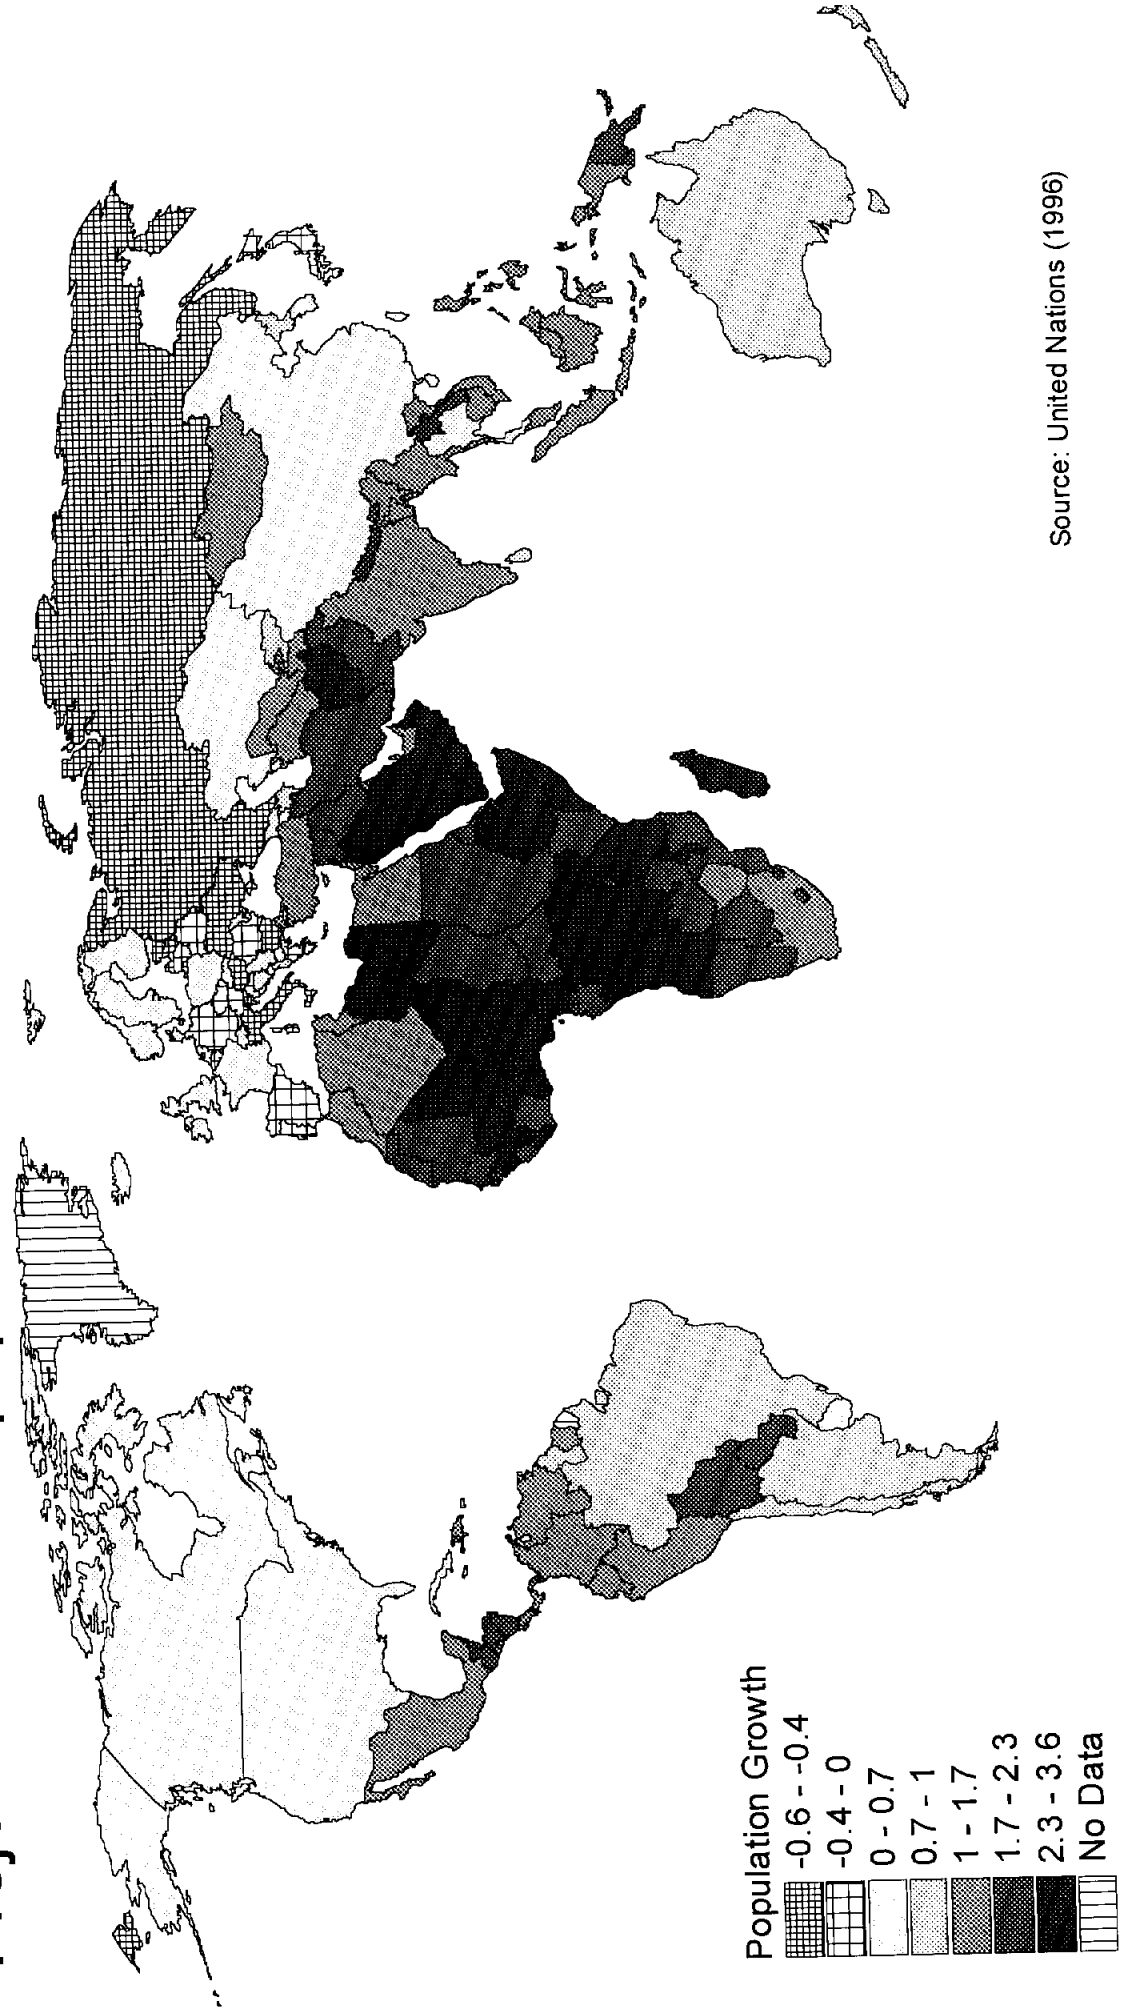 Population Growth
-0.6 - -0.4
-0.4 - 0
0 - 0.7
0.7 - 1
1 - 1.7
1.7 - 2.3
2.3 - 3.6
No Data
Source: United Nations (1996)